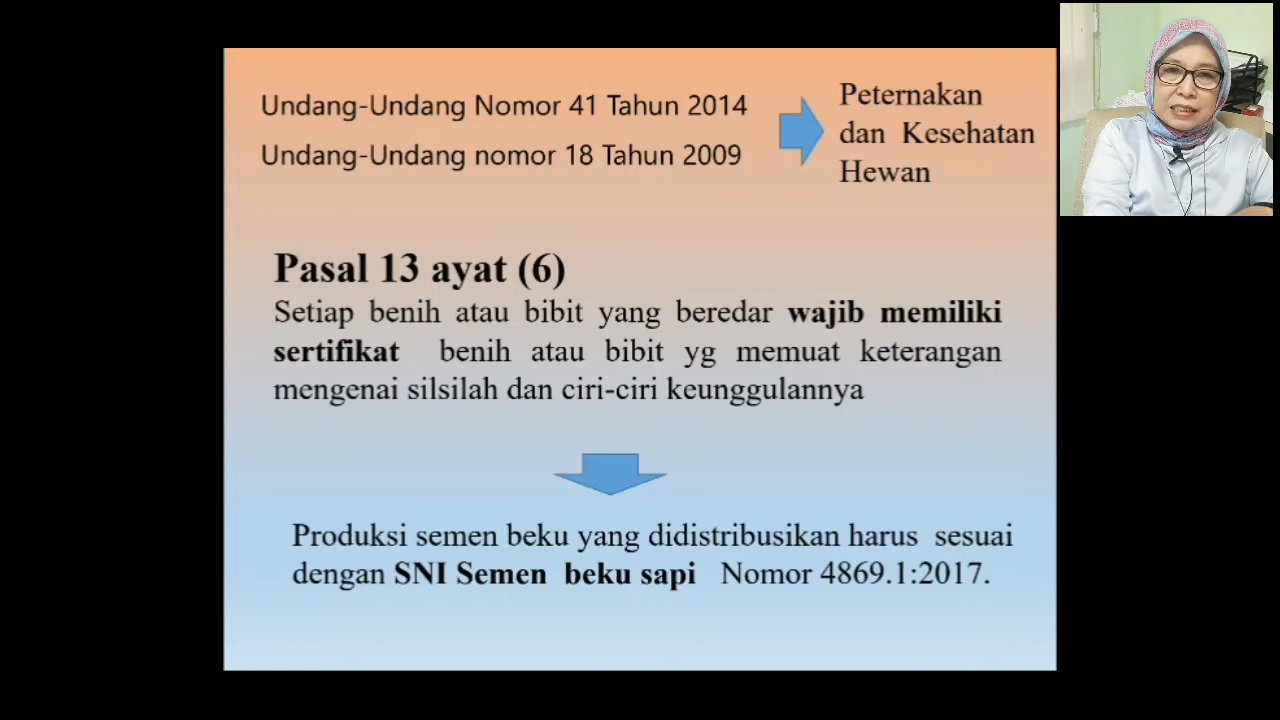 Undang-Undang Nomor 41 Tahun 2014
Undang-Undang nomor 18 Tahun 2009
Peternakan
dan Kesehatan
Hewan
Pasal 13 ayat (6)
Setiap benih atau bibit yang beredar wajib memiliki
sertifikat benih atau bibit yg memuat keterangan
mengenai silsilah dan ciri-ciri keunggulannya
Produksi semen beku yang didistribusikan harus sesuai
dengan SNI Semen beku sapi Nomor 4869.1:2017.